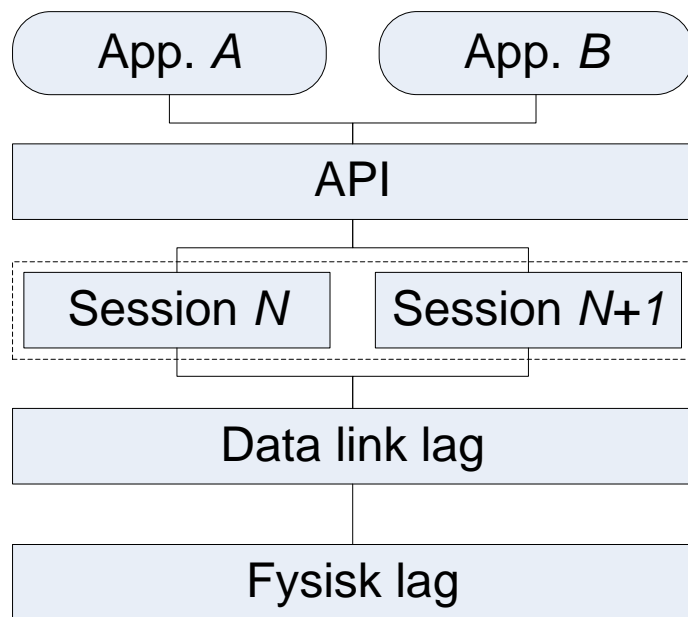 App. A
App. B
API
Session N
Session N+1
Data link lag
Fysisk lag